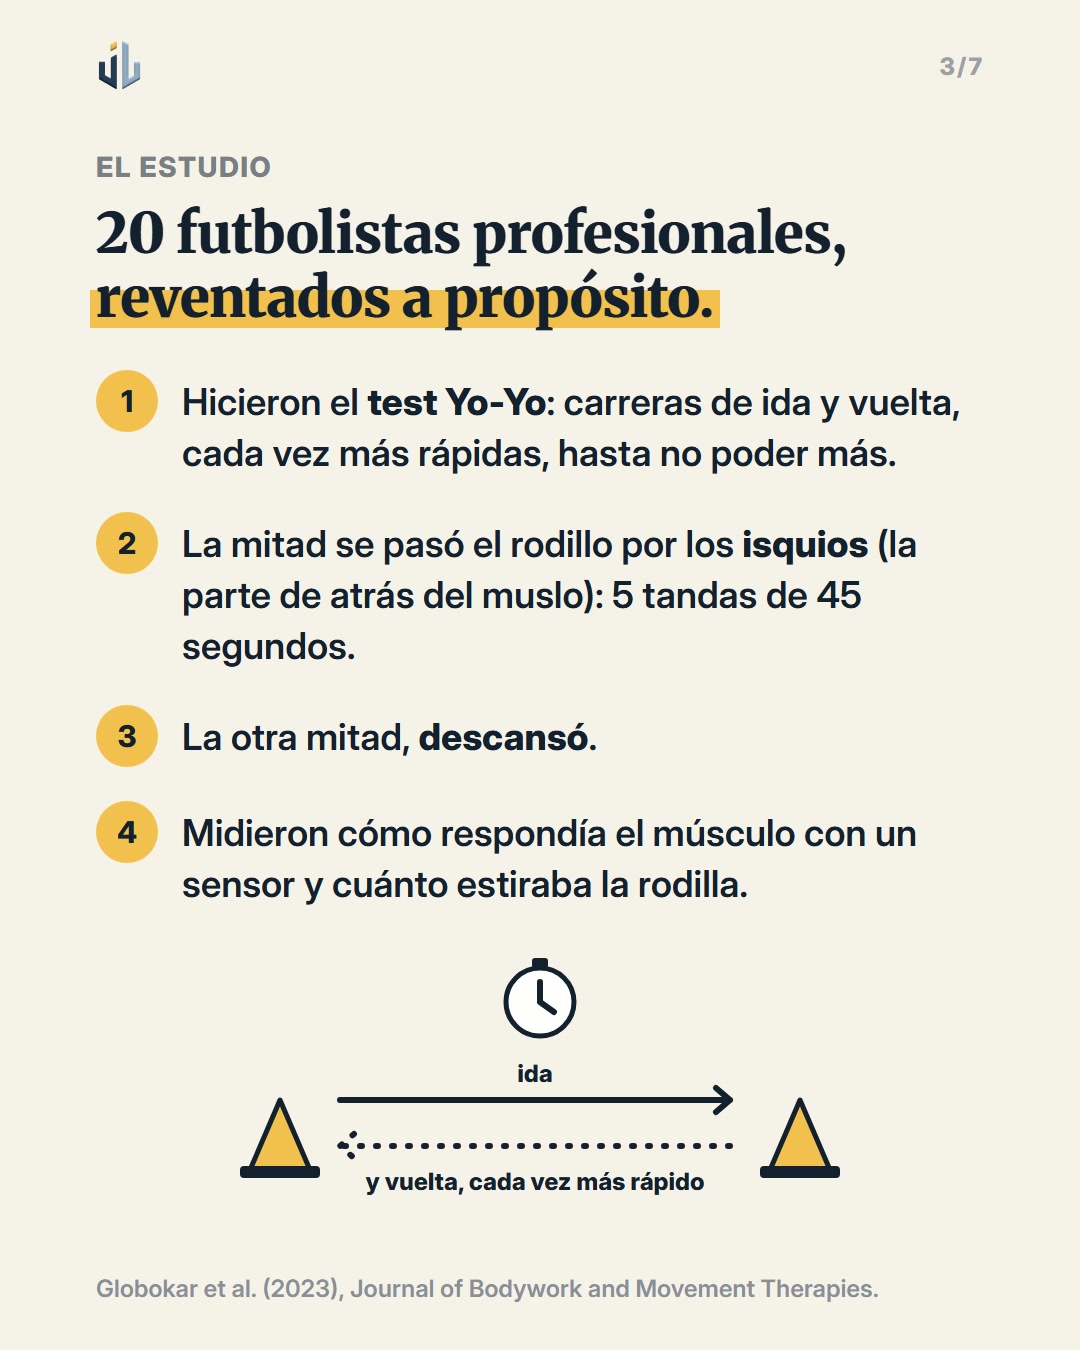 3/7
EL ESTUDIO
20 futbolistas profesionales,
reventados a propósito.
1 Hicieron el test Yo-Yo: carreras de ida y vuelta,
cada vez más rápidas, hasta no poder más.
2 La mitad se pasó el rodillo por los isquios (la
parte de atrás del muslo): 5 tandas de 45
segundos.
3 La otra mitad, descansó.
4 Midieron cómo respondía el músculo con un
sensor y cuánto estiraba la rodilla.
ida
y vuelta, cada vez más rápido
Globokar et al. (2023), Journal of Bodywork and Movement Therapies.